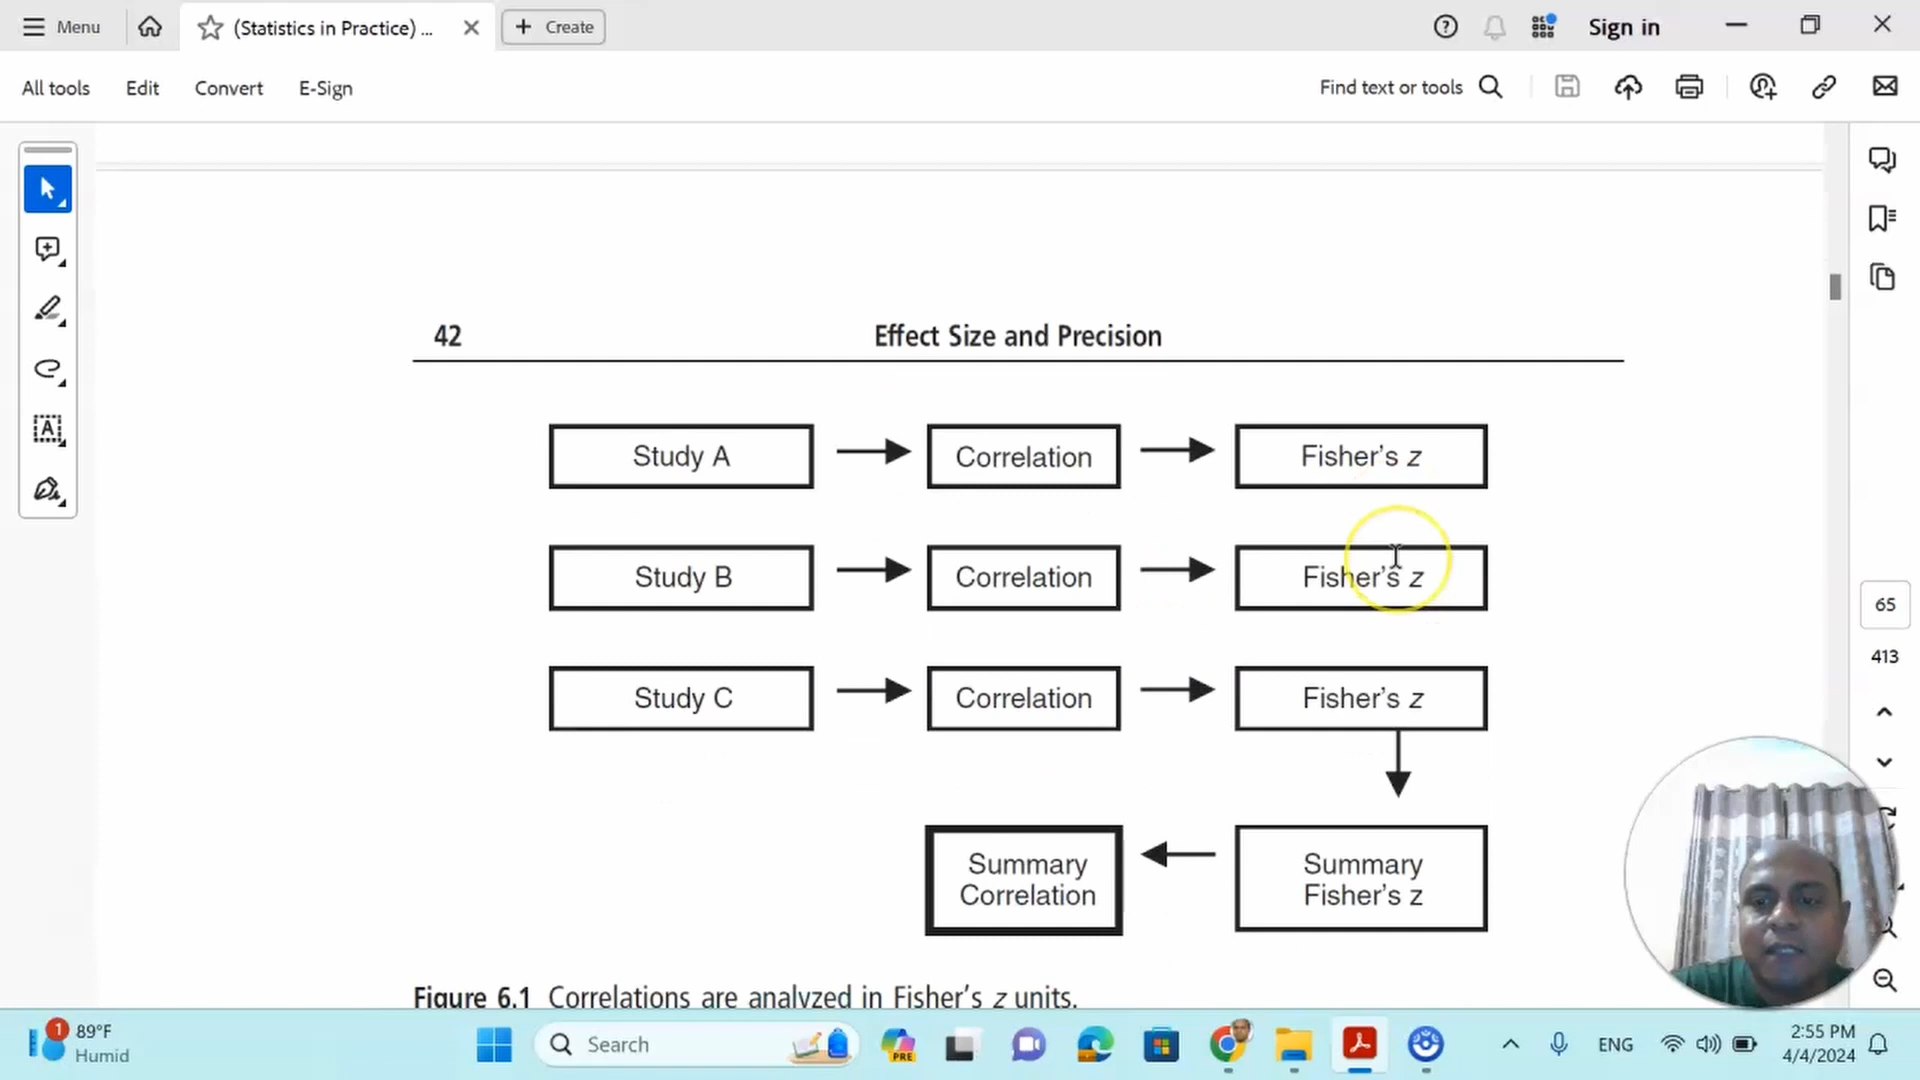 Menu
(Statistics in Practice) ...
Create
Sign in
All tools
Edit
Convert
E-Sign
Find text or tools
42
Effect Size and Precision
Study A
Correlation
Fisher's z
Study B
Correlation
Fisher's z
Study C
Correlation
Fisher's z
Summary
Correlation
Summary
Fisher's z
Figure 6.1 Correlations are analyzed in Fisher's z units.
65
413
1
89°F
Humid
Search
PRE
ENG
2:55 PM
4/4/2024